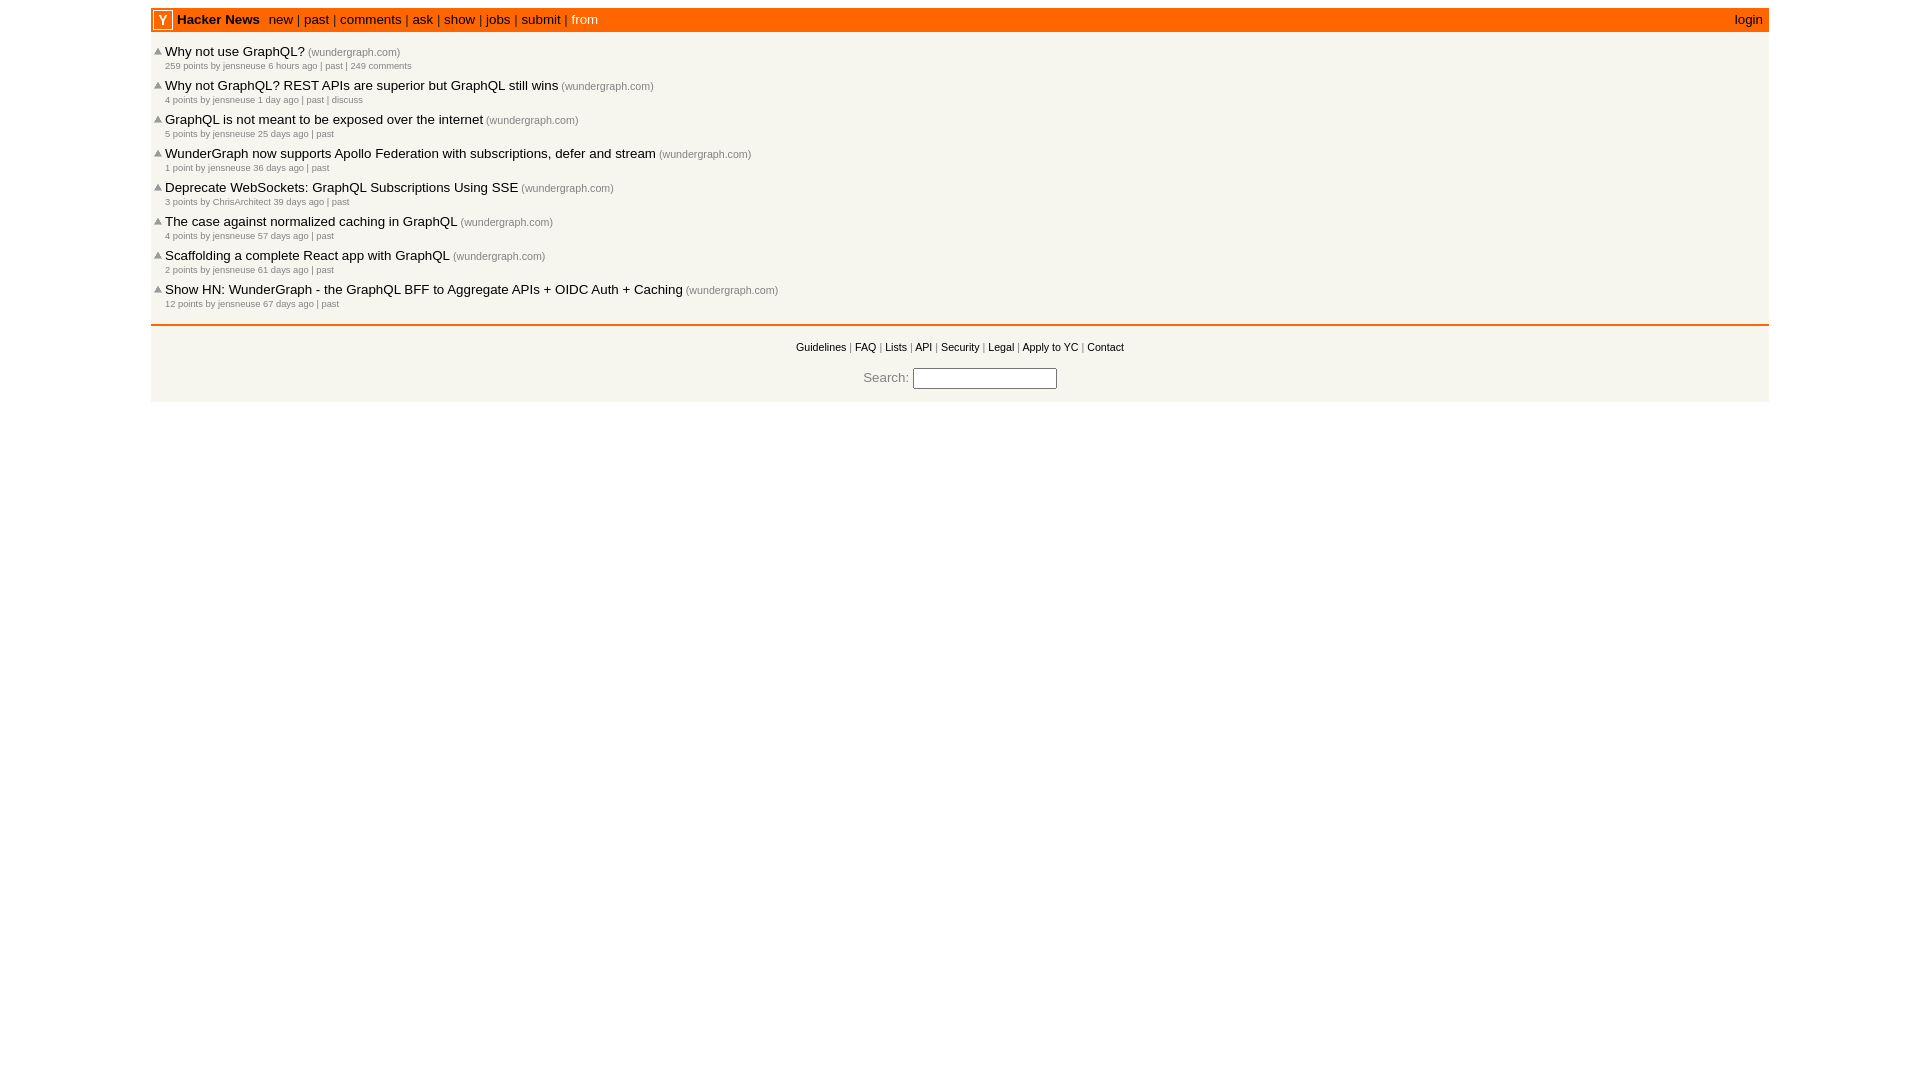 Y Hacker News new | past | comments | ask | show | jobs | submit | from login
Why not use GraphQL? (wundergraph.com)
259 points by jensneuse 6 hours ago | past | 249 comments
Why not GraphQL? REST APIs are superior but GraphQL still wins (wundergraph.com)
4 points by jensneuse 1 day ago | past | discuss
GraphQL is not meant to be exposed over the internet (wundergraph.com)
5 points by jensneuse 25 days ago | past
WunderGraph now supports Apollo Federation with subscriptions, defer and stream (wundergraph.com)
1 point by jensneuse 36 days ago | past
Deprecate WebSockets: GraphQL Subscriptions Using SSE (wundergraph.com)
3 points by ChrisArchitect 39 days ago | past
The case against normalized caching in GraphQL (wundergraph.com)
4 points by jensneuse 57 days ago | past
Scaffolding a complete React app with GraphQL (wundergraph.com)
2 points by jensneuse 61 days ago | past
Show HN: WunderGraph - the GraphQL BFF to Aggregate APIs + OIDC Auth + Caching (wundergraph.com)
12 points by jensneuse 67 days ago | past
Guidelines | FAQ | Lists | API | Security | Legal | Apply to YC | Contact
Search: